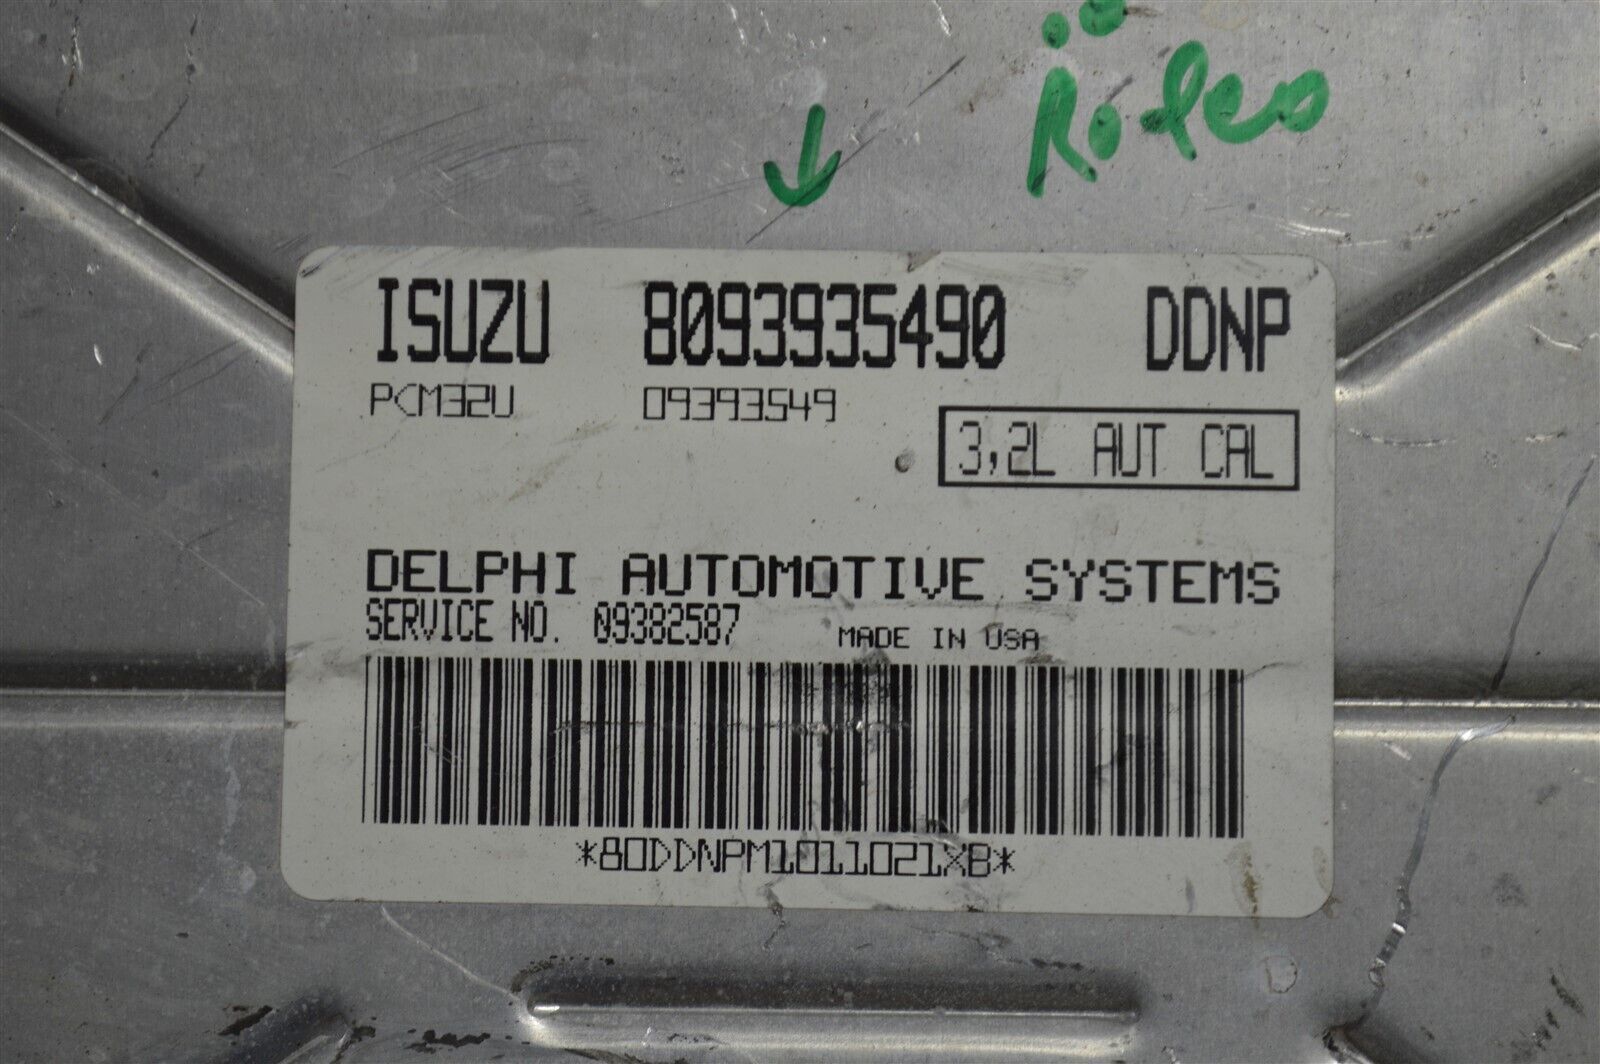 Rodeo
ISUZU 8093935490 DDNP
PCM32U 09393549
3,2L AUT CAL
DELPHI AUTOMOTIVE SYSTEMS
SERVICE NO. 09382587 MADE IN USA
*80DDNPM1011021XB*